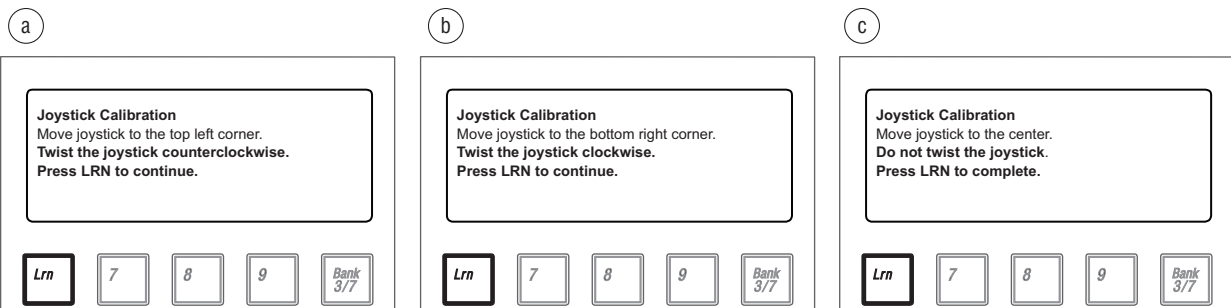 a
Joystick Calibration
Move joystick to the top left corner.
Twist the joystick counterclockwise.
Press LRN to continue.
Lrn
7
8
9
Bank
3/7
b
Joystick Calibration
Move joystick to the bottom right corner.
Twist the joystick clockwise.
Press LRN to continue.
Lrn
7
8
9
Bank
3/7
c
Joystick Calibration
Move joystick to the center.
Do not twist the joystick.
Press LRN to complete.
Lrn
7
8
9
Bank
3/7